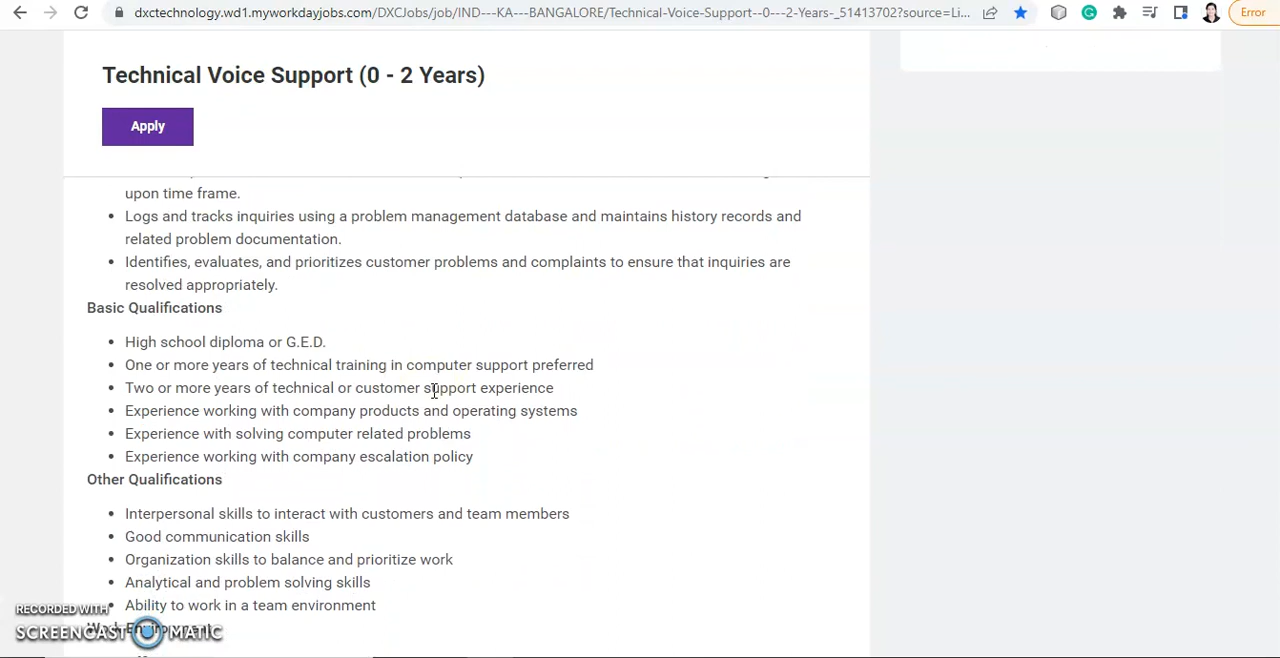 dxctechnology.wd1.myworkdayjobs.com/DXCJobs/job/IND---KA---BANGALORE/Technical-Voice-Support--0---2-Years-_51413702?source=Li...
Error
Technical Voice Support (0 - 2 Years)
Apply
upon time frame.
• Logs and tracks inquiries using a problem management database and maintains history records and
related problem documentation.
• Identifies, evaluates, and prioritizes customer problems and complaints to ensure that inquiries are
resolved appropriately.
Basic Qualifications
• High school diploma or G.E.D.
• One or more years of technical training in computer support preferred
• Two or more years of technical or customer support experience
• Experience working with company products and operating systems
• Experience with solving computer related problems
• Experience working with company escalation policy
Other Qualifications
• Interpersonal skills to interact with customers and team members
• Good communication skills
• Organization skills to balance and prioritize work
• Analytical and problem solving skills
• Ability to work in a team environment
RECORDED WITH
SCREENCAST MATIC